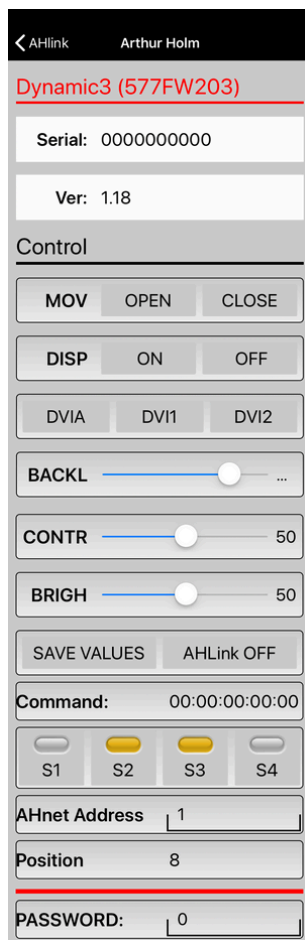 AHlink Arthur Holm
Dynamic3 (577FW203)
Serial: 0000000000
Ver: 1.18
Control
MOV OPEN CLOSE
DISP ON OFF
DVIA DVI1 DVI2
BACKL ...
CONTR 50
BRIGH 50
SAVE VALUES AHLink OFF
Command: 00:00:00:00:00
S1 S2 S3 S4
AHnet Address 1
Position 8
PASSWORD: 0